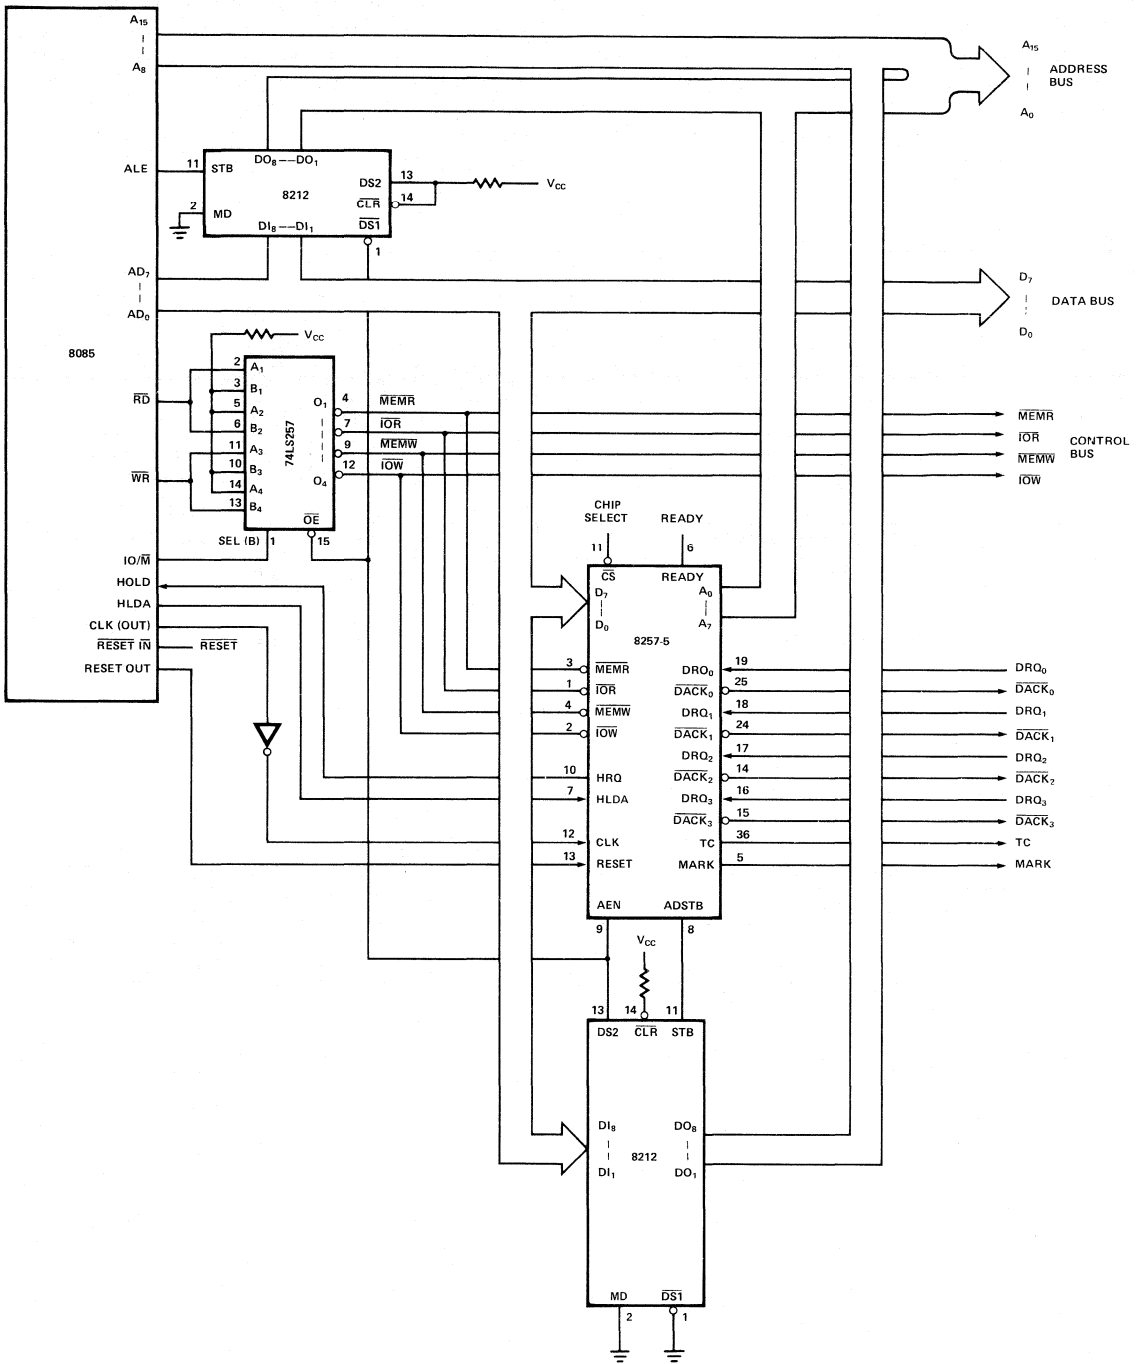 A15
A8
ALE
AD7
AD0
8085
RD
WR
IO/M
HOLD
HLDA
CLK (OUT)
RESET IN
RESET
RESET OUT
11
STB
DO8——DO1
8212
DS2
13
CLR
14
VCC
2
MD
DI8——DI1
DS1
1
VCC
2
A1
3
B1
5
A2
6
B2
11
A3
10
B3
14
A4
13
B4
74LS257
O1
O4
4
MEMR
7
IOR
9
MEMW
12
IOW
OE
SEL (B)
1
15
A15
A0
ADDRESS
BUS
D7
D0
DATA BUS
MEMR
IOR
MEMW
IOW
CONTROL
BUS
CHIP
SELECT
READY
11
6
CS
READY
D7
D0
A0
A7
8257-5
3
MEMR
1
IOR
4
MEMW
2
IOW
10
HRQ
7
HLDA
12
CLK
13
RESET
DRQ0
19
DRQ0
DACK0
25
DACK0
DRQ1
18
DRQ1
DACK1
24
DACK1
DRQ2
17
DRQ2
DACK2
14
DACK2
DRQ3
16
DRQ3
DACK3
15
DACK3
TC
36
TC
MARK
5
MARK
AEN
ADSTB
9
8
VCC
13
14
11
DS2
CLR
STB
DI8
DI1
8212
DO8
DO1
MD
DS1
2
1